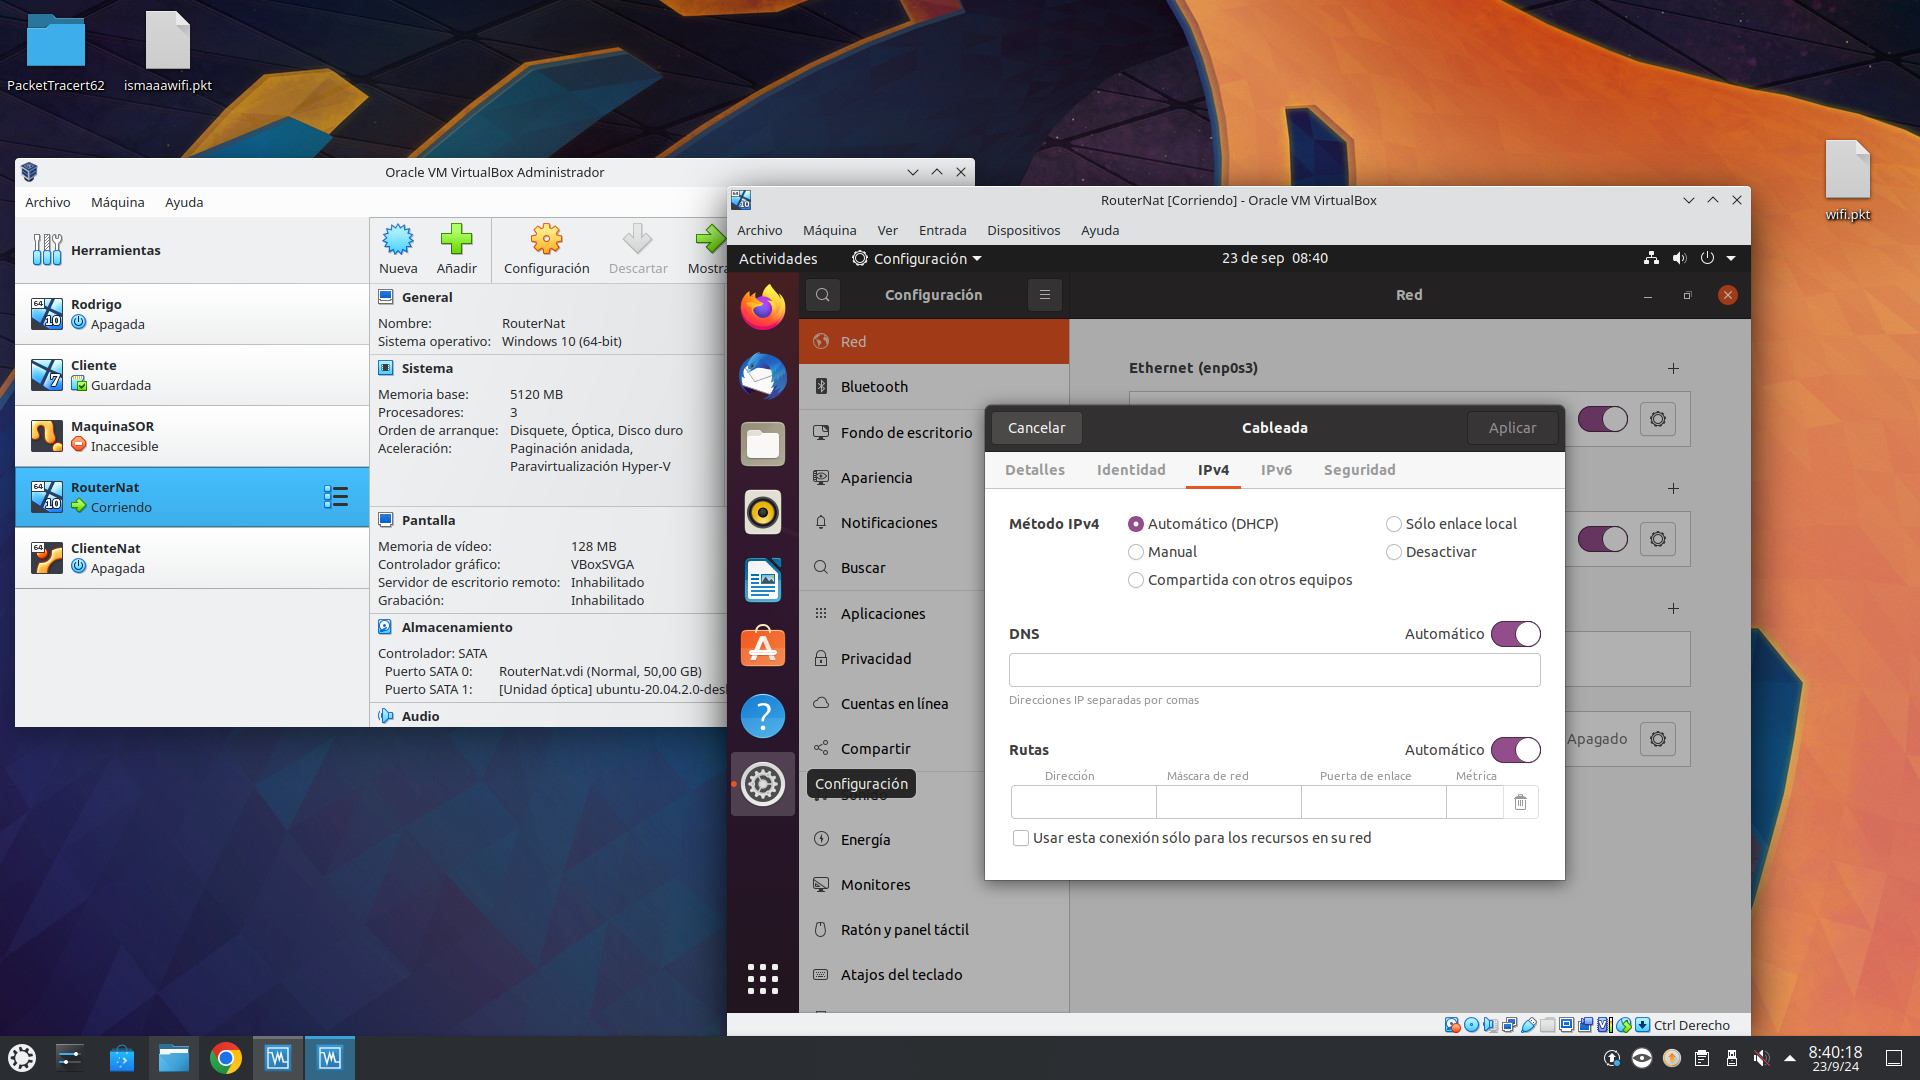 PacketTracert62
ismaaawifi.pkt
wifi.pkt
Oracle VM VirtualBox Administrador
Archivo Máquina Ayuda
Herramientas
Nueva Añadir Configuración Descartar Mostra
64 10 Rodrigo
Apagada
7 Cliente
Guardada
MaquinaSOR
Inaccesible
64 10 RouterNat
Corriendo
64 ClienteNat
Apagada
General
Nombre: RouterNat
Sistema operativo: Windows 10 (64-bit)
Sistema
Memoria base: 5120 MB
Procesadores: 3
Orden de arranque: Disquete, Óptica, Disco duro
Aceleración: Paginación anidada,
Paravirtualización Hyper-V
Pantalla
Memoria de vídeo: 128 MB
Controlador gráfico: VBoxSVGA
Servidor de escritorio remoto: Inhabilitado
Grabación: Inhabilitado
Almacenamiento
Controlador: SATA
Puerto SATA 0: RouterNat.vdi (Normal, 50,00 GB)
Puerto SATA 1: [Unidad óptica] ubuntu-20.04.2.0-des
Audio
RouterNat [Corriendo] - Oracle VM VirtualBox
Archivo Máquina Ver Entrada Dispositivos Ayuda
Actividades Configuración 23 de sep 08:40
Configuración Red
Red
Bluetooth
Fondo de escritorio
Apariencia
Notificaciones
Buscar
Aplicaciones
Privacidad
Cuentas en línea
Compartir
Configuración
Sonido
Energía
Monitores
Ratón y panel táctil
Atajos del teclado
Ethernet (enp0s3)
Apagado
Cancelar Cableada Aplicar
Detalles Identidad IPv4 IPv6 Seguridad
Método IPv4 Automático (DHCP) Sólo enlace local
Manual Desactivar
Compartida con otros equipos
DNS Automático
Direcciones IP separadas por comas
Rutas Automático
Dirección Máscara de red Puerta de enlace Métrica
Usar esta conexión sólo para los recursos en su red
Ctrl Derecho
8:40:18
23/9/24